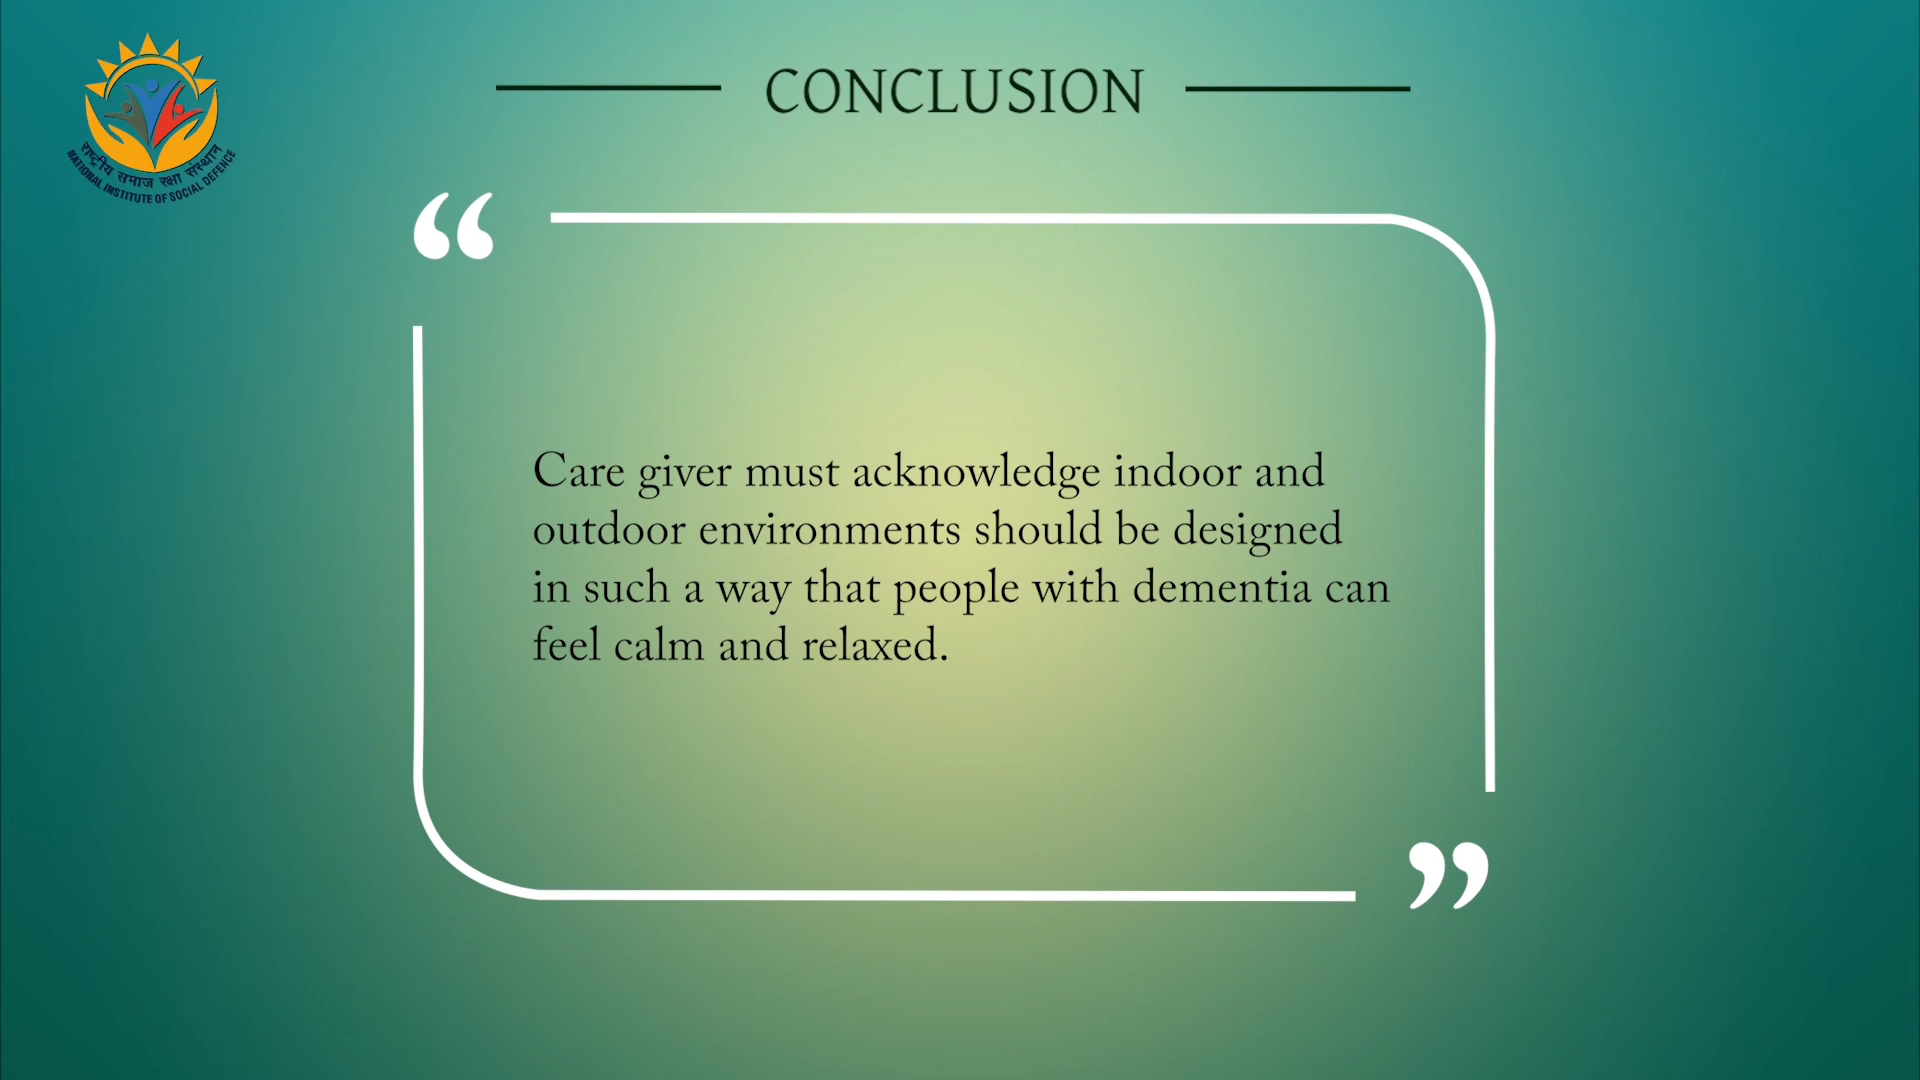 राष्ट्रीय समाज रक्षा संस्थान
NATIONAL INSTITUTE OF SOCIAL DEFENCE
CONCLUSION
“
Care giver must acknowledge indoor and
outdoor environments should be designed
in such a way that people with dementia can
feel calm and relaxed.
”